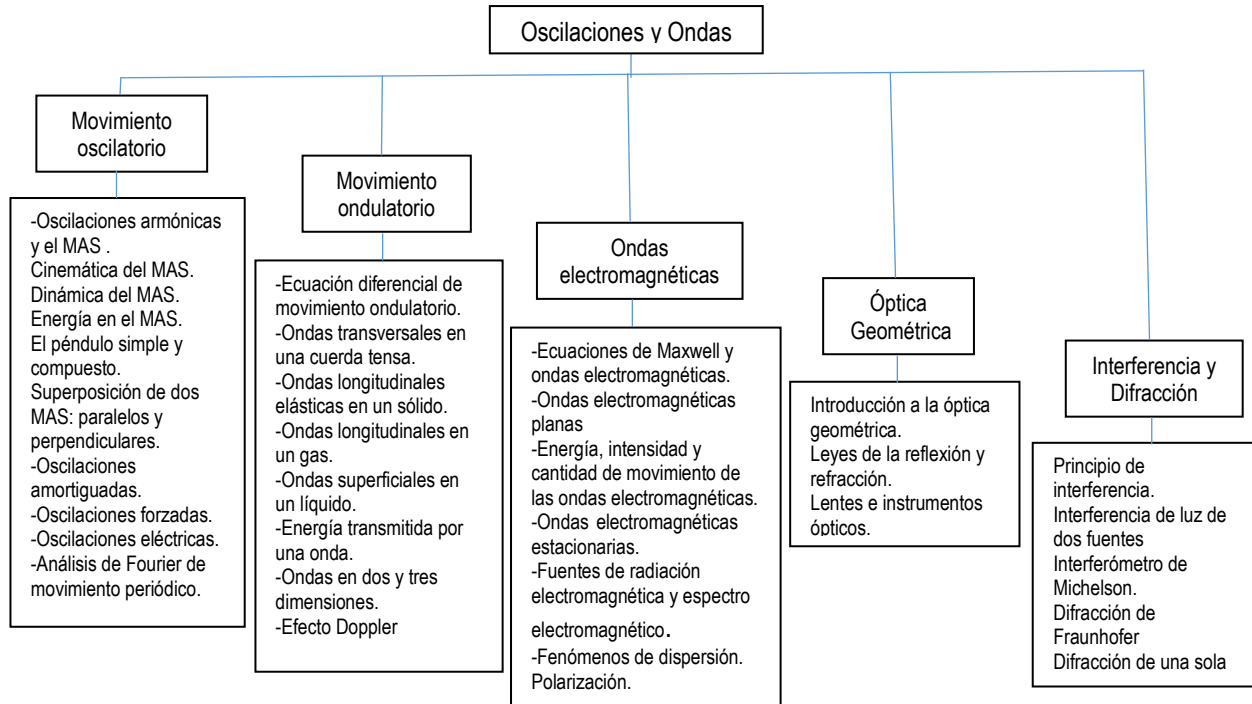 Oscilaciones y Ondas
Movimiento
oscilatorio
-Oscilaciones armónicas
y el MAS .
Cinemática del MAS.
Dinámica del MAS.
Energía en el MAS.
El péndulo simple y
compuesto.
Superposición de dos
MAS: paralelos y
perpendiculares.
-Oscilaciones
amortiguadas.
-Oscilaciones forzadas.
-Oscilaciones eléctricas.
-Análisis de Fourier de
movimiento periódico.
Movimiento
ondulatorio
-Ecuación diferencial de
movimiento ondulatorio.
-Ondas transversales en
una cuerda tensa.
-Ondas longitudinales
elásticas en un sólido.
-Ondas longitudinales en
un gas.
-Ondas superficiales en
un líquido.
-Energía transmitida por
una onda.
-Ondas en dos y tres
dimensiones.
-Efecto Doppler
Ondas
electromagnéticas
-Ecuaciones de Maxwell y
ondas electromagnéticas.
-Ondas electromagnéticas
planas
-Energía, intensidad y
cantidad de movimiento de
las ondas electromagnéticas.
-Ondas electromagnéticas
estacionarias.
-Fuentes de radiación
electromagnética y espectro
electromagnético.
-Fenómenos de dispersión.
Polarización.
Óptica
Geométrica
Introducción a la óptica
geométrica.
Leyes de la reflexión y
refracción.
Lentes e instrumentos
ópticos.
Interferencia y
Difracción
Principio de
interferencia.
Interferencia de luz de
dos fuentes
Interferómetro de
Michelson.
Difracción de
Fraunhofer
Difracción de una sola